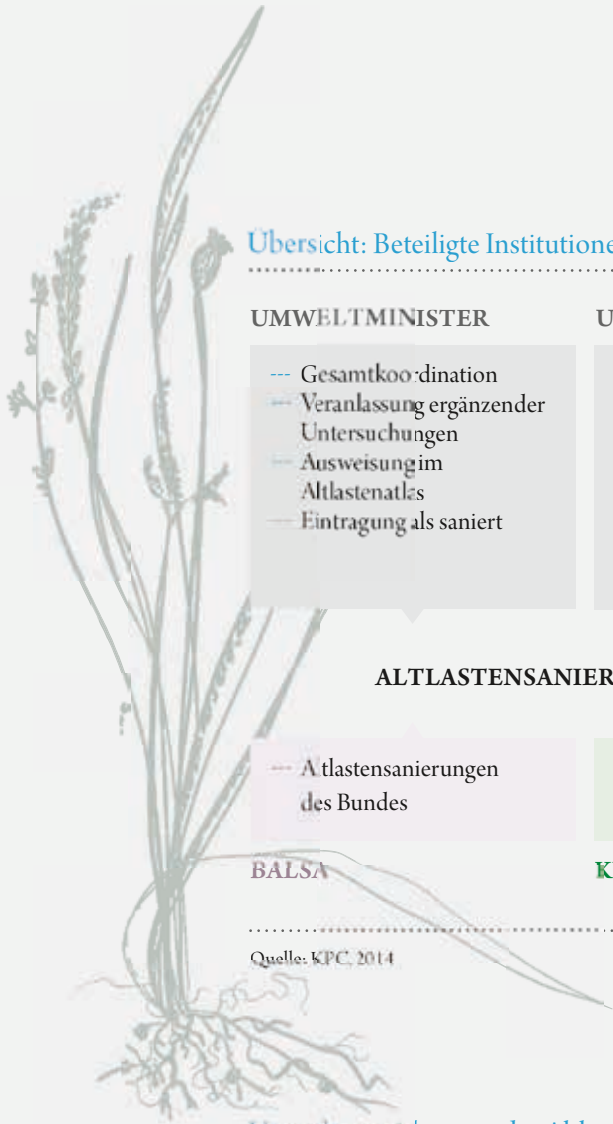 Übersicht: Beteiligte Institutione
UMWELTMINISTER
U
--- Gesamtkoordination
--- Veranlassung ergänzender
Untersuchungen
--- Ausweisung im
Altlastenatlas
--- Eintragung als saniert
ALTLASTENSANIER
--- Altlastensanierungen
des Bundes
BALSA
K
Quelle: KPC, 2014